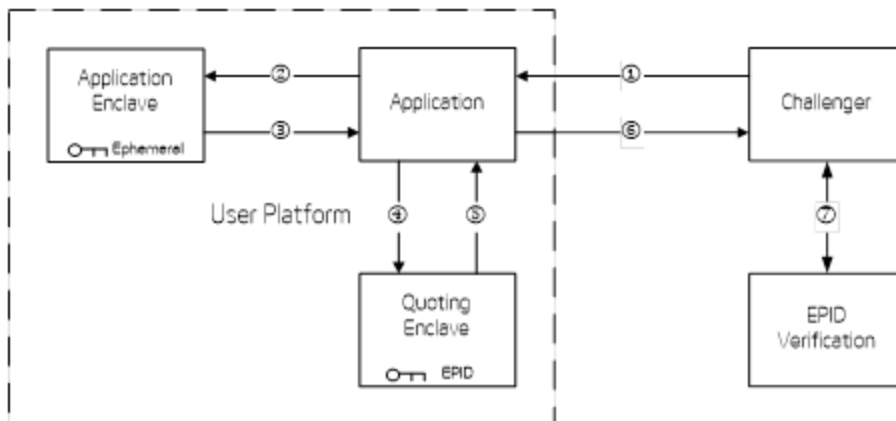 Application
Enclave
Ephemeral
②
③
Application
①
⑥
Challenger
User Platform
④
⑤
⑦
Quoting
Enclave
EPID
EPID
Verification